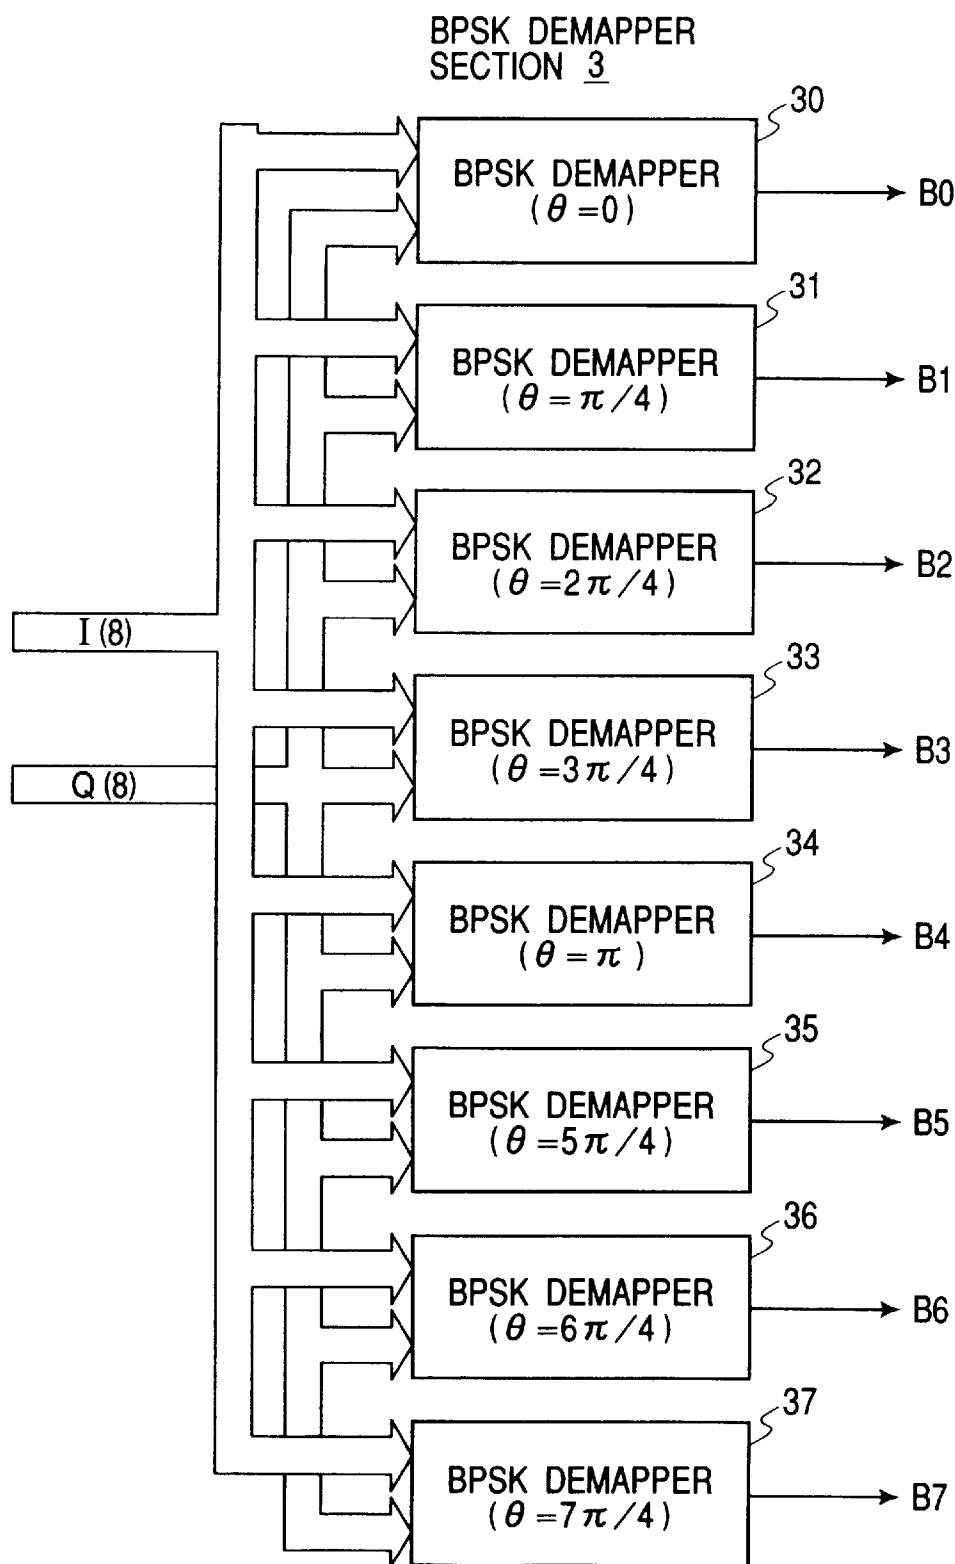 BPSK DEMAPPER
SECTION 3
30
BPSK DEMAPPER
(θ=0)
B0
31
BPSK DEMAPPER
(θ=π/4)
B1
32
BPSK DEMAPPER
(θ=2π/4)
B2
I (8)
33
BPSK DEMAPPER
(θ=3π/4)
B3
Q (8)
34
BPSK DEMAPPER
(θ=π)
B4
35
BPSK DEMAPPER
(θ=5π/4)
B5
36
BPSK DEMAPPER
(θ=6π/4)
B6
37
BPSK DEMAPPER
(θ=7π/4)
B7